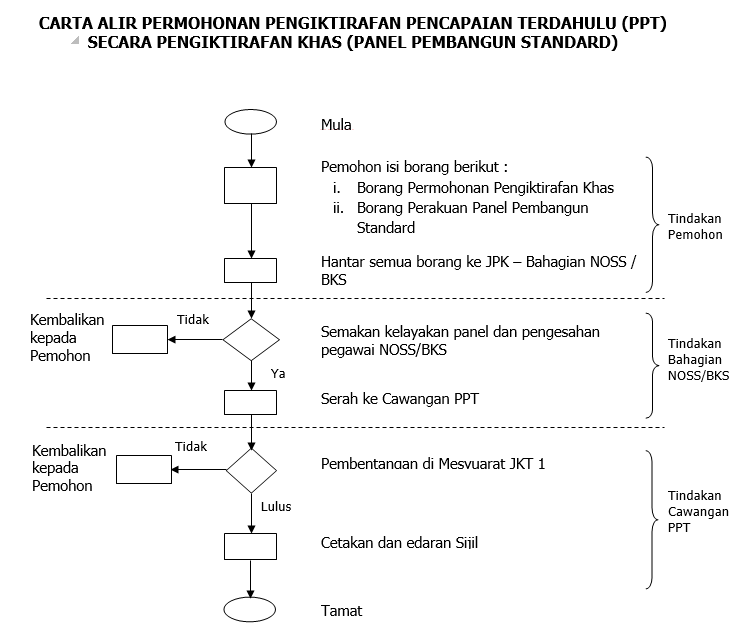 CARTA ALIR PERMOHONAN PENGIKTIRAFAN PENCAPAIAN TERDAHULU (PPT)
SECARA PENGIKTIRAFAN KHAS (PANEL PEMBANGUN STANDARD)
Mula
Pemohon isi borang berikut :
i. Borang Permohonan Pengiktirafan Khas
ii. Borang Perakuan Panel Pembangun
Standard
Tindakan
Pemohon
Hantar semua borang ke JPK – Bahagian NOSS /
BKS
Kembalikan
kepada
Pemohon
Tidak
Semakan kelayakan panel dan pengesahan
pegawai NOSS/BKS
Tindakan
Bahagian
NOSS/BKS
Ya
Serah ke Cawangan PPT
Kembalikan
kepada
Pemohon
Tidak
Pembentangan di Mesyuarat JKT 1
Lulus
Tindakan
Cawangan
PPT
Cetakan dan edaran Sijil
Tamat